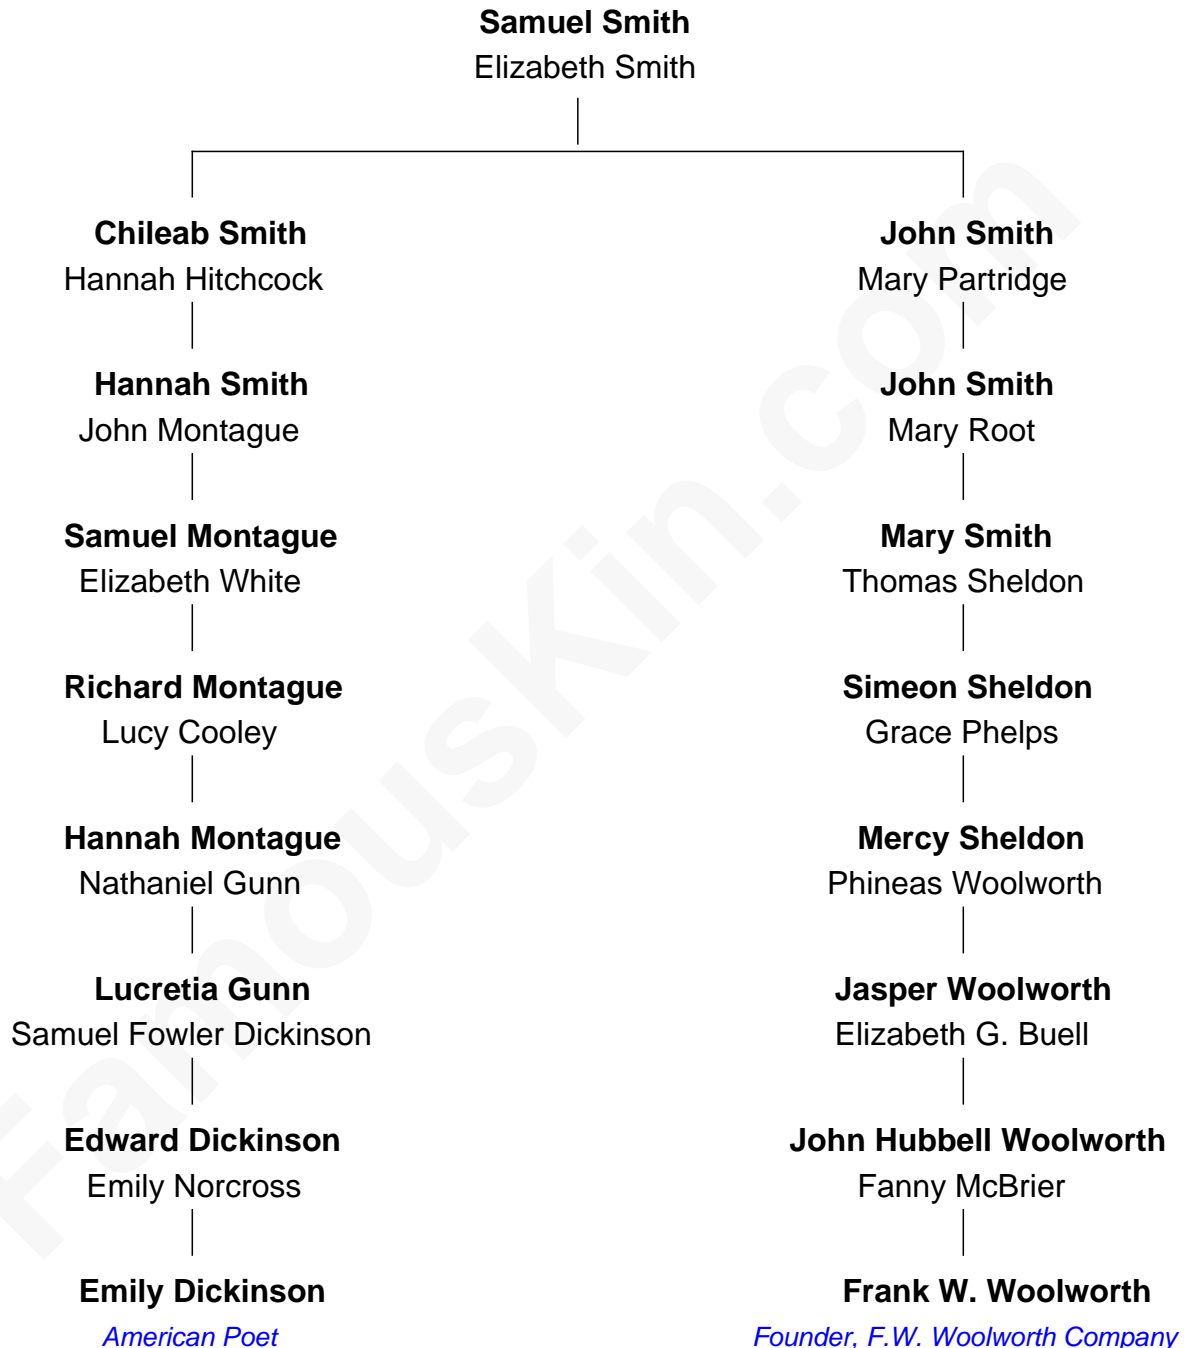 Samuel Smith
Elizabeth Smith
Chileab Smith
Hannah Hitchcock
John Smith
Mary Partridge
Hannah Smith
John Montague
John Smith
Mary Root
Samuel Montague
Elizabeth White
Mary Smith
Thomas Sheldon
Richard Montague
Lucy Cooley
Simeon Sheldon
Grace Phelps
Hannah Montague
Nathaniel Gunn
Mercy Sheldon
Phineas Woolworth
Lucretia Gunn
Samuel Fowler Dickinson
Jasper Woolworth
Elizabeth G. Buell
Edward Dickinson
Emily Norcross
John Hubbell Woolworth
Fanny McBrier
Emily Dickinson
American Poet
Frank W. Woolworth
Founder, F.W. Woolworth Company
FamousKin.com